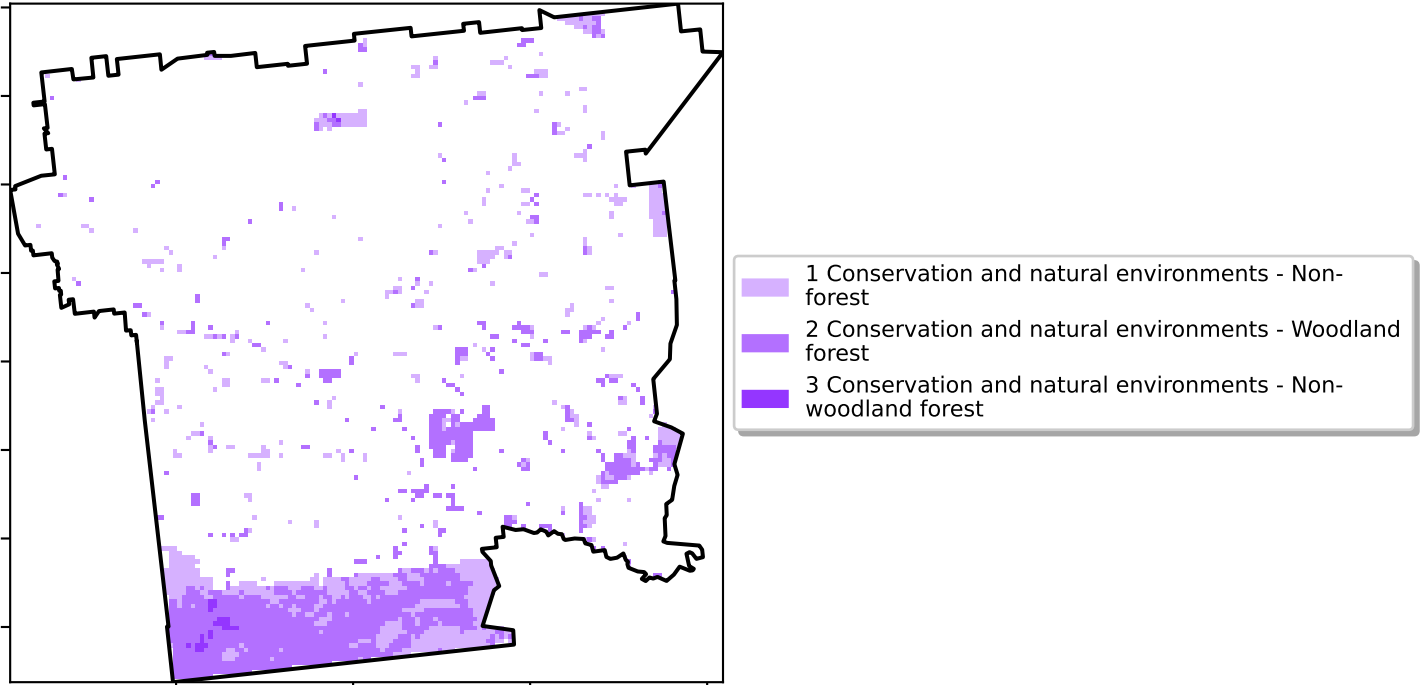 1 Conservation and natural environments - Non-
forest
2 Conservation and natural environments - Woodland
forest
3 Conservation and natural environments - Non-
woodland forest